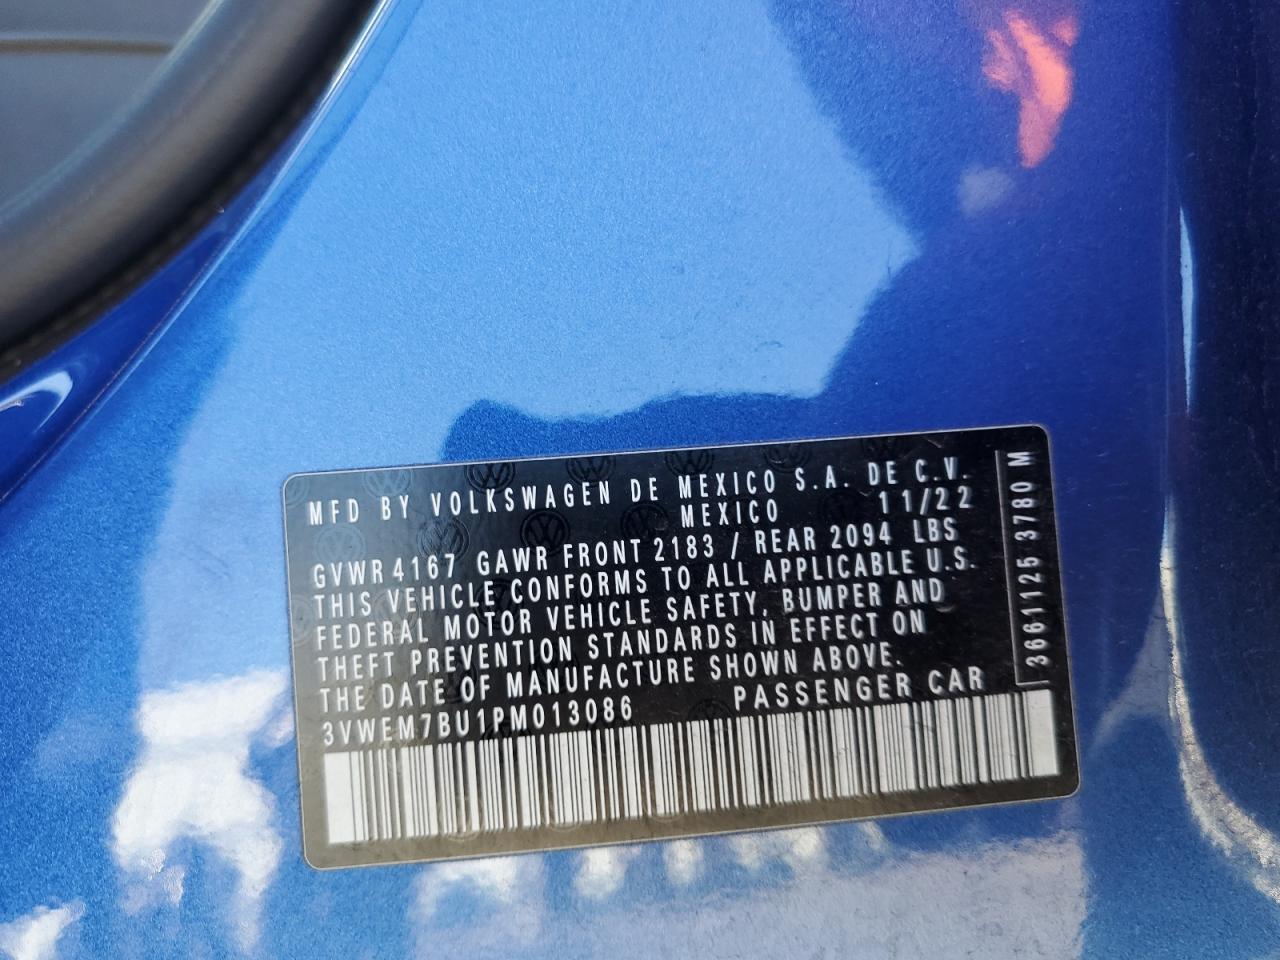 MFD BY VOLKSWAGEN DE MEXICO S.A. DE C.V.
MEXICO 11/22
GVWR 4167 GAWR FRONT 2183 / REAR 2094 LBS
THIS VEHICLE CONFORMS TO ALL APPLICABLE U.S.
FEDERAL MOTOR VEHICLE SAFETY, BUMPER AND
THEFT PREVENTION STANDARDS IN EFFECT ON
THE DATE OF MANUFACTURE SHOWN ABOVE.
3VWEM7BU1PM013086 PASSENGER CAR
3661125 3780 M